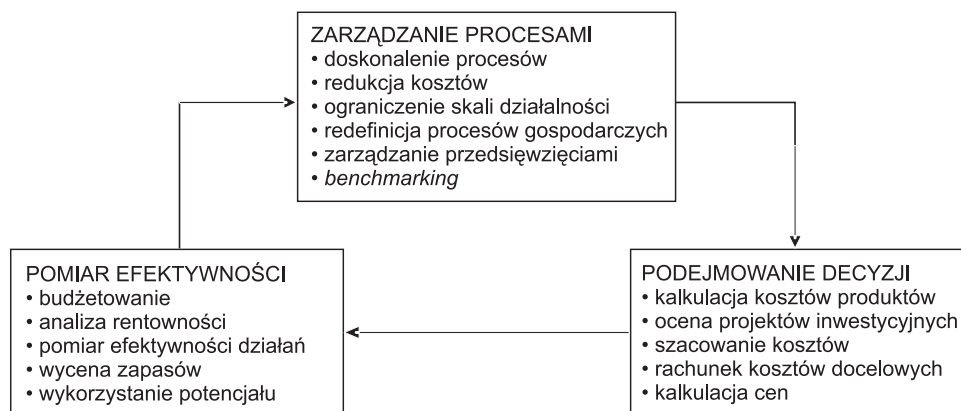 ZARZĄDZANIE PROCESAMI
• doskonalenie procesów
• redukcja kosztów
• ograniczenie skali działalności
• redefinicja procesów gospodarczych
• zarządzanie przedsięwzięciami
• benchmarking
POMIAR EFEKTYWNOŚCI
• budżetowanie
• analiza rentowności
• pomiar efektywności działań
• wycena zapasów
• wykorzystanie potencjału
PODEJMOWANIE DECYZJI
• kalkulacja kosztów produktów
• ocena projektów inwestycyjnych
• szacowanie kosztów
• rachunek kosztów docelowych
• kalkulacja cen